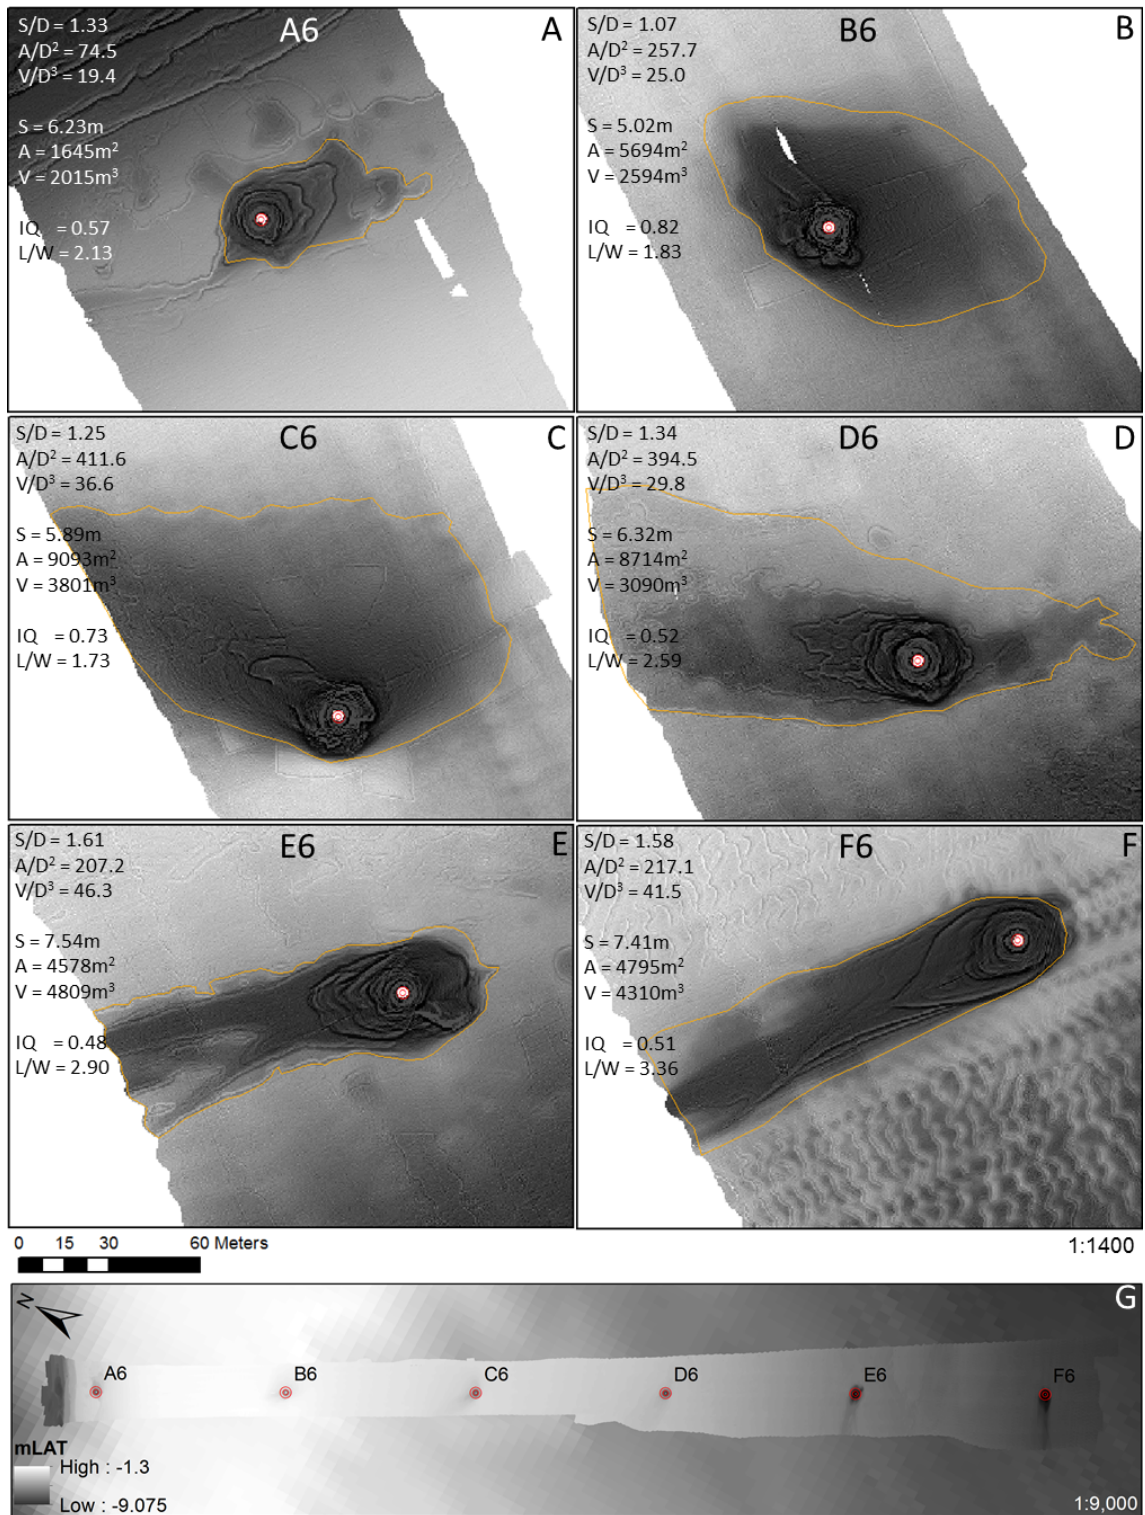 A6
A
S/D = 1.33
A/D² = 74.5
V/D³ = 19.4
S = 6.23m
A = 1645m²
V = 2015m³
IQ = 0.57
L/W = 2.13
B6
B
S/D = 1.07
A/D² = 257.7
V/D³ = 25.0
S = 5.02m
A = 5694m²
V = 2594m³
IQ = 0.82
L/W = 1.83
C6
C
S/D = 1.25
A/D² = 411.6
V/D³ = 36.6
S = 5.89m
A = 9093m²
V = 3801m³
IQ = 0.73
L/W = 1.73
D6
D
S/D = 1.34
A/D² = 394.5
V/D³ = 29.8
S = 6.32m
A = 8714m²
V = 3090m³
IQ = 0.52
L/W = 2.59
E6
E
S/D = 1.61
A/D² = 207.2
V/D³ = 46.3
S = 7.54m
A = 4578m²
V = 4809m³
IQ = 0.48
L/W = 2.90
F6
F
S/D = 1.58
A/D² = 217.1
V/D³ = 41.5
S = 7.41m
A = 4795m²
V = 4310m³
IQ = 0.51
L/W = 3.36
0 15 30 60 Meters
1:1400
G
N
A6 B6 C6 D6 E6 F6
mLAT
High : -1.3
Low : -9.075
1:9,000